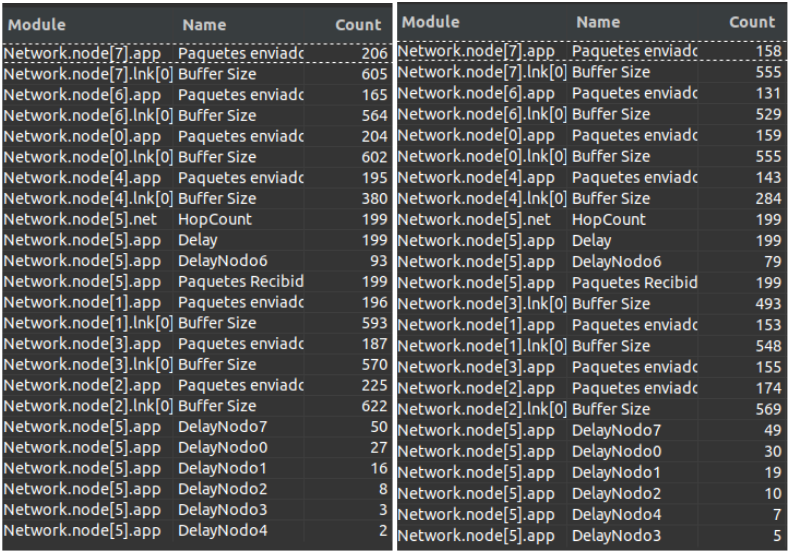 Module Name Count
Network.node[7].app Paquetes enviadc 206
Network.node[7].lnk[0] Buffer Size 605
Network.node[6].app Paquetes enviadc 165
Network.node[6].lnk[0] Buffer Size 564
Network.node[0].app Paquetes enviadc 204
Network.node[0].lnk[0] Buffer Size 602
Network.node[4].app Paquetes enviadc 195
Network.node[4].lnk[0] Buffer Size 380
Network.node[5].net HopCount 199
Network.node[5].app Delay 199
Network.node[5].app DelayNodo6 93
Network.node[5].app Paquetes Recibid 199
Network.node[1].app Paquetes enviadc 196
Network.node[1].lnk[0] Buffer Size 593
Network.node[3].app Paquetes enviadc 187
Network.node[3].lnk[0] Buffer Size 570
Network.node[2].app Paquetes enviadc 225
Network.node[2].lnk[0] Buffer Size 622
Network.node[5].app DelayNodo7 50
Network.node[5].app DelayNodo0 27
Network.node[5].app DelayNodo1 16
Network.node[5].app DelayNodo2 8
Network.node[5].app DelayNodo3 3
Network.node[5].app DelayNodo4 2
Module Name Count
Network.node[7].app Paquetes enviadc 158
Network.node[7].lnk[0] Buffer Size 555
Network.node[6].app Paquetes enviadc 131
Network.node[6].lnk[0] Buffer Size 529
Network.node[0].app Paquetes enviadc 159
Network.node[0].lnk[0] Buffer Size 555
Network.node[4].app Paquetes enviadc 143
Network.node[4].lnk[0] Buffer Size 284
Network.node[5].net HopCount 199
Network.node[5].app Delay 199
Network.node[5].app DelayNodo6 79
Network.node[5].app Paquetes Recibid 199
Network.node[3].lnk[0] Buffer Size 493
Network.node[1].app Paquetes enviadc 153
Network.node[1].lnk[0] Buffer Size 548
Network.node[3].app Paquetes enviadc 155
Network.node[2].app Paquetes enviadc 174
Network.node[2].lnk[0] Buffer Size 569
Network.node[5].app DelayNodo7 49
Network.node[5].app DelayNodo0 30
Network.node[5].app DelayNodo1 19
Network.node[5].app DelayNodo2 10
Network.node[5].app DelayNodo4 7
Network.node[5].app DelayNodo3 5